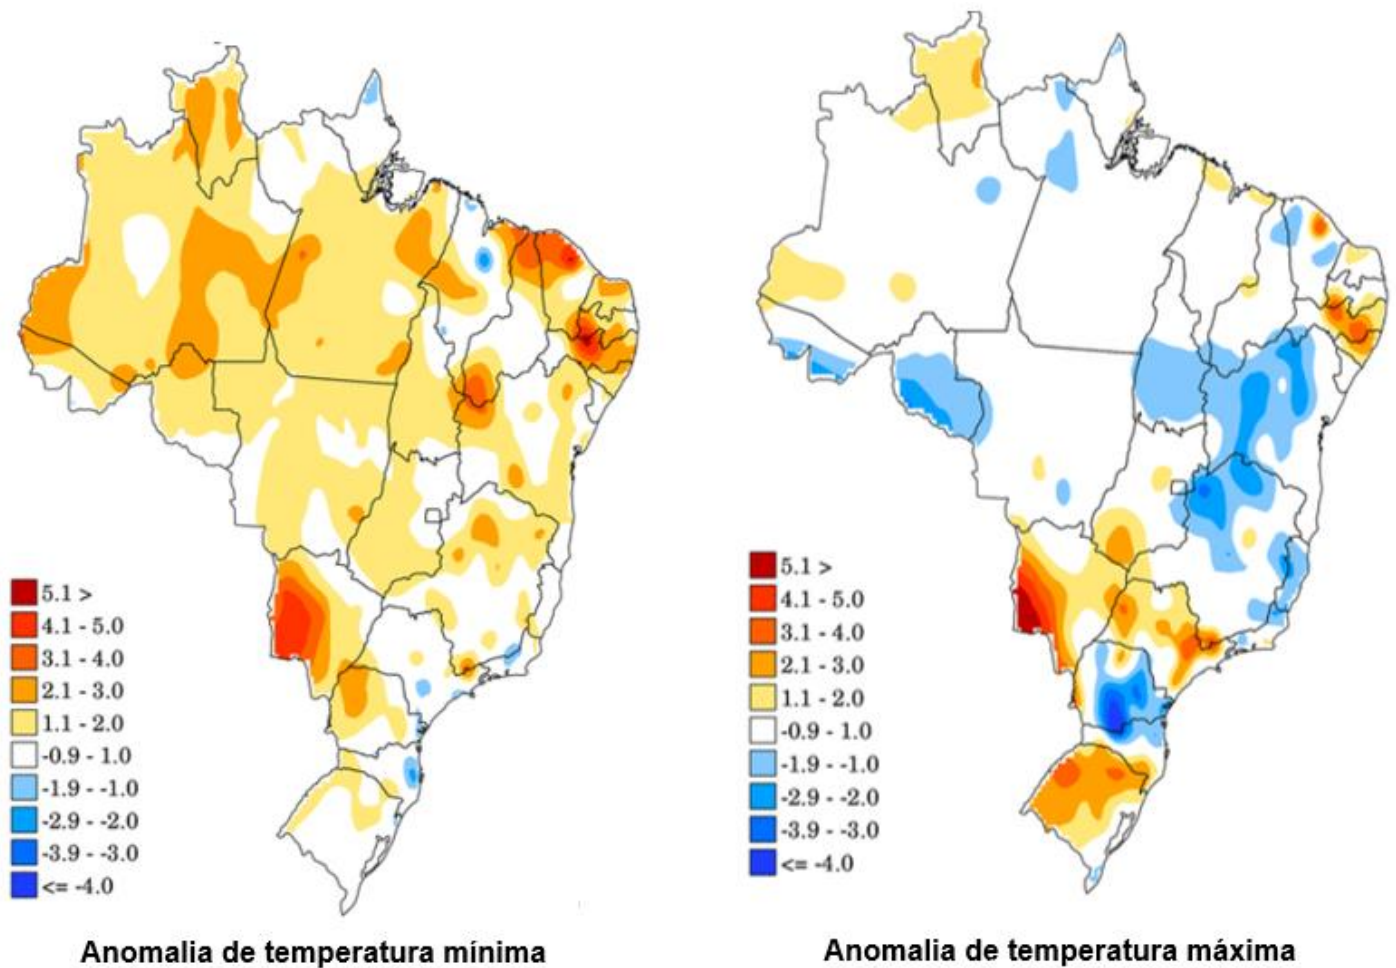 5.1 >
4.1 - 5.0
3.1 - 4.0
2.1 - 3.0
1.1 - 2.0
-0.9 - 1.0
-1.9 - -1.0
-2.9 - -2.0
-3.9 - -3.0
<= -4.0
Anomalia de temperatura mínima
5.1 >
4.1 - 5.0
3.1 - 4.0
2.1 - 3.0
1.1 - 2.0
-0.9 - 1.0
-1.9 - -1.0
-2.9 - -2.0
-3.9 - -3.0
<= -4.0
Anomalia de temperatura máxima